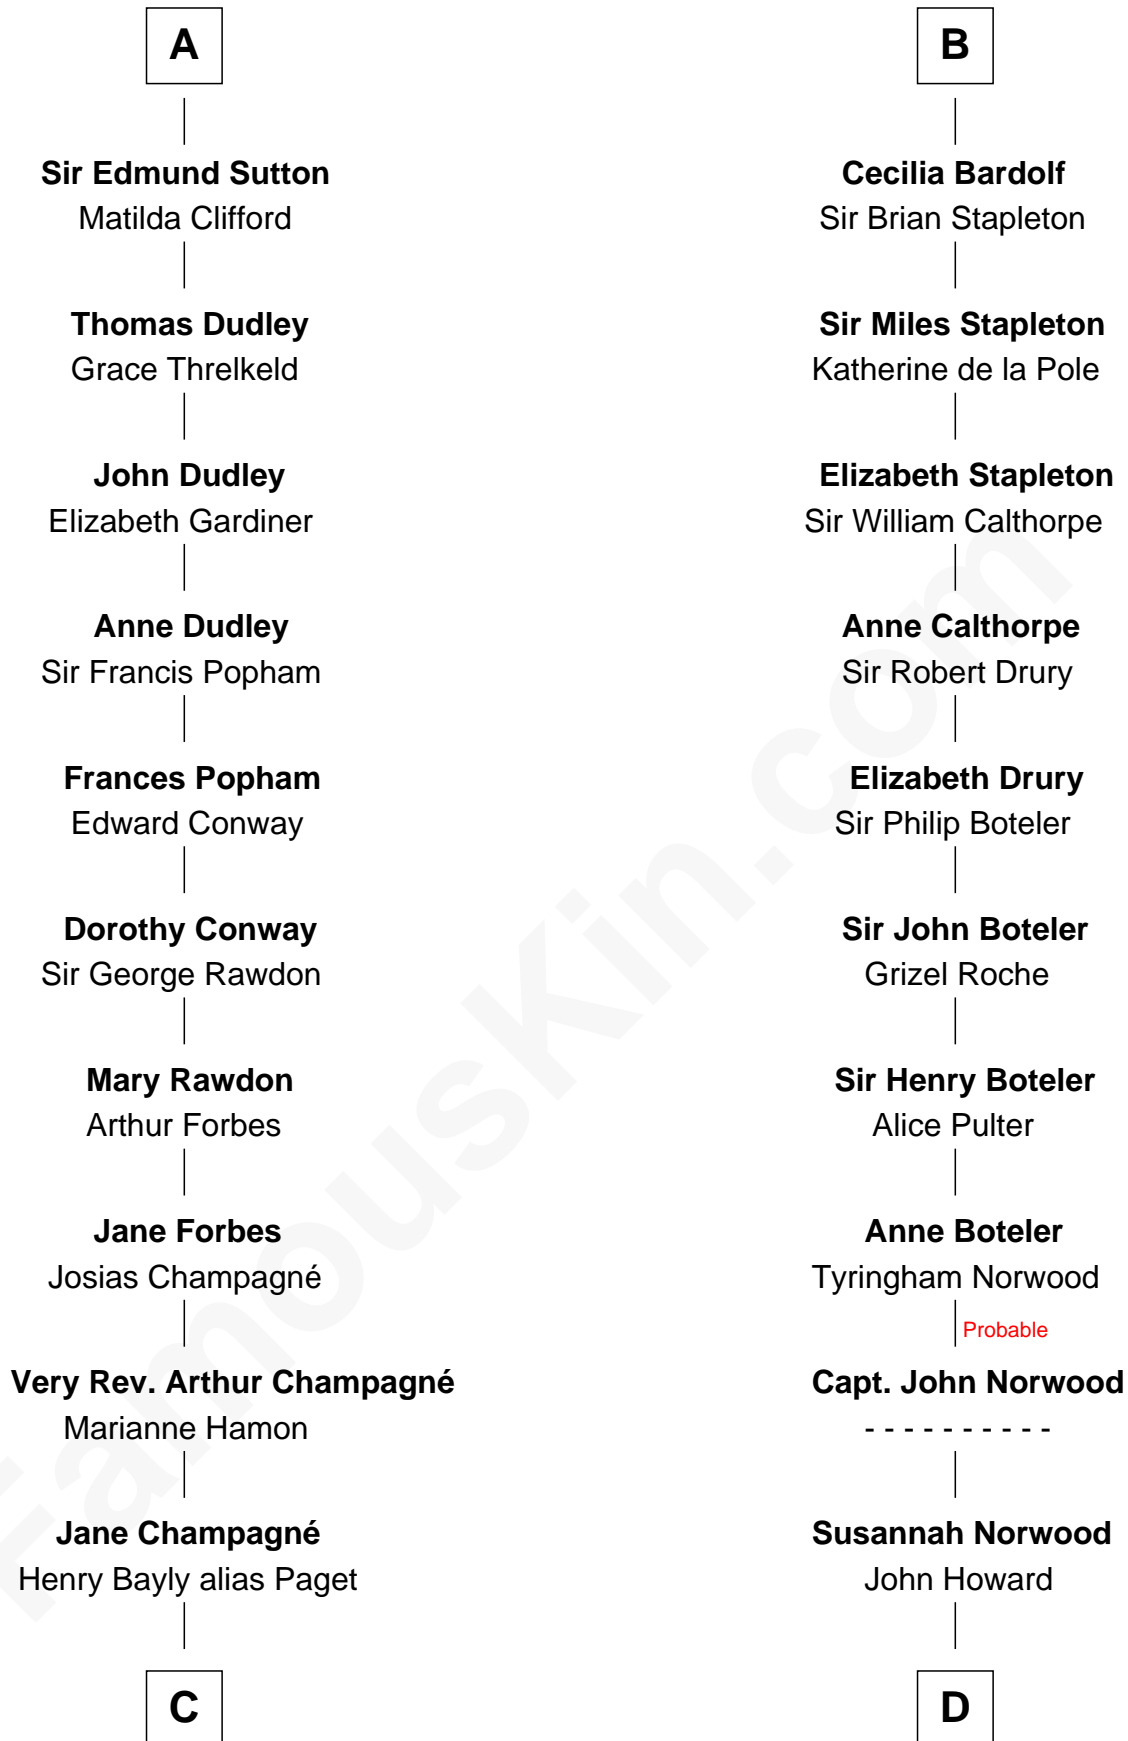 A
Sir Edmund Sutton
Matilda Clifford
Thomas Dudley
Grace Threlkeld
John Dudley
Elizabeth Gardiner
Anne Dudley
Sir Francis Popham
Frances Popham
Edward Conway
Dorothy Conway
Sir George Rawdon
Mary Rawdon
Arthur Forbes
Jane Forbes
Josias Champagné
Very Rev. Arthur Champagné
Marianne Hamon
Jane Champagné
Henry Bayly alias Paget
C
B
Cecilia Bardolf
Sir Brian Stapleton
Sir Miles Stapleton
Katherine de la Pole
Elizabeth Stapleton
Sir William Calthorpe
Anne Calthorpe
Sir Robert Drury
Elizabeth Drury
Sir Philip Boteler
Sir John Boteler
Grizel Roche
Sir Henry Boteler
Alice Pulter
Anne Boteler
Tyringham Norwood
Probable
Capt. John Norwood
- - - - - - - - - -
Susannah Norwood
John Howard
D
FamousKin.com